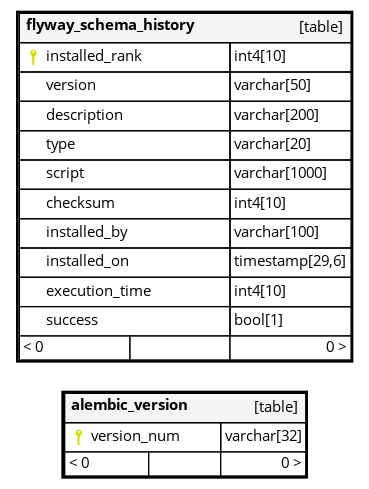 flyway_schema_history [table]
installed_rank int4[10]
version varchar[50]
description varchar[200]
type varchar[20]
script varchar[1000]
checksum int4[10]
installed_by varchar[100]
installed_on timestamp[29,6]
execution_time int4[10]
success bool[1]
< 0 0 >
alembic_version [table]
version_num varchar[32]
< 0 0 >